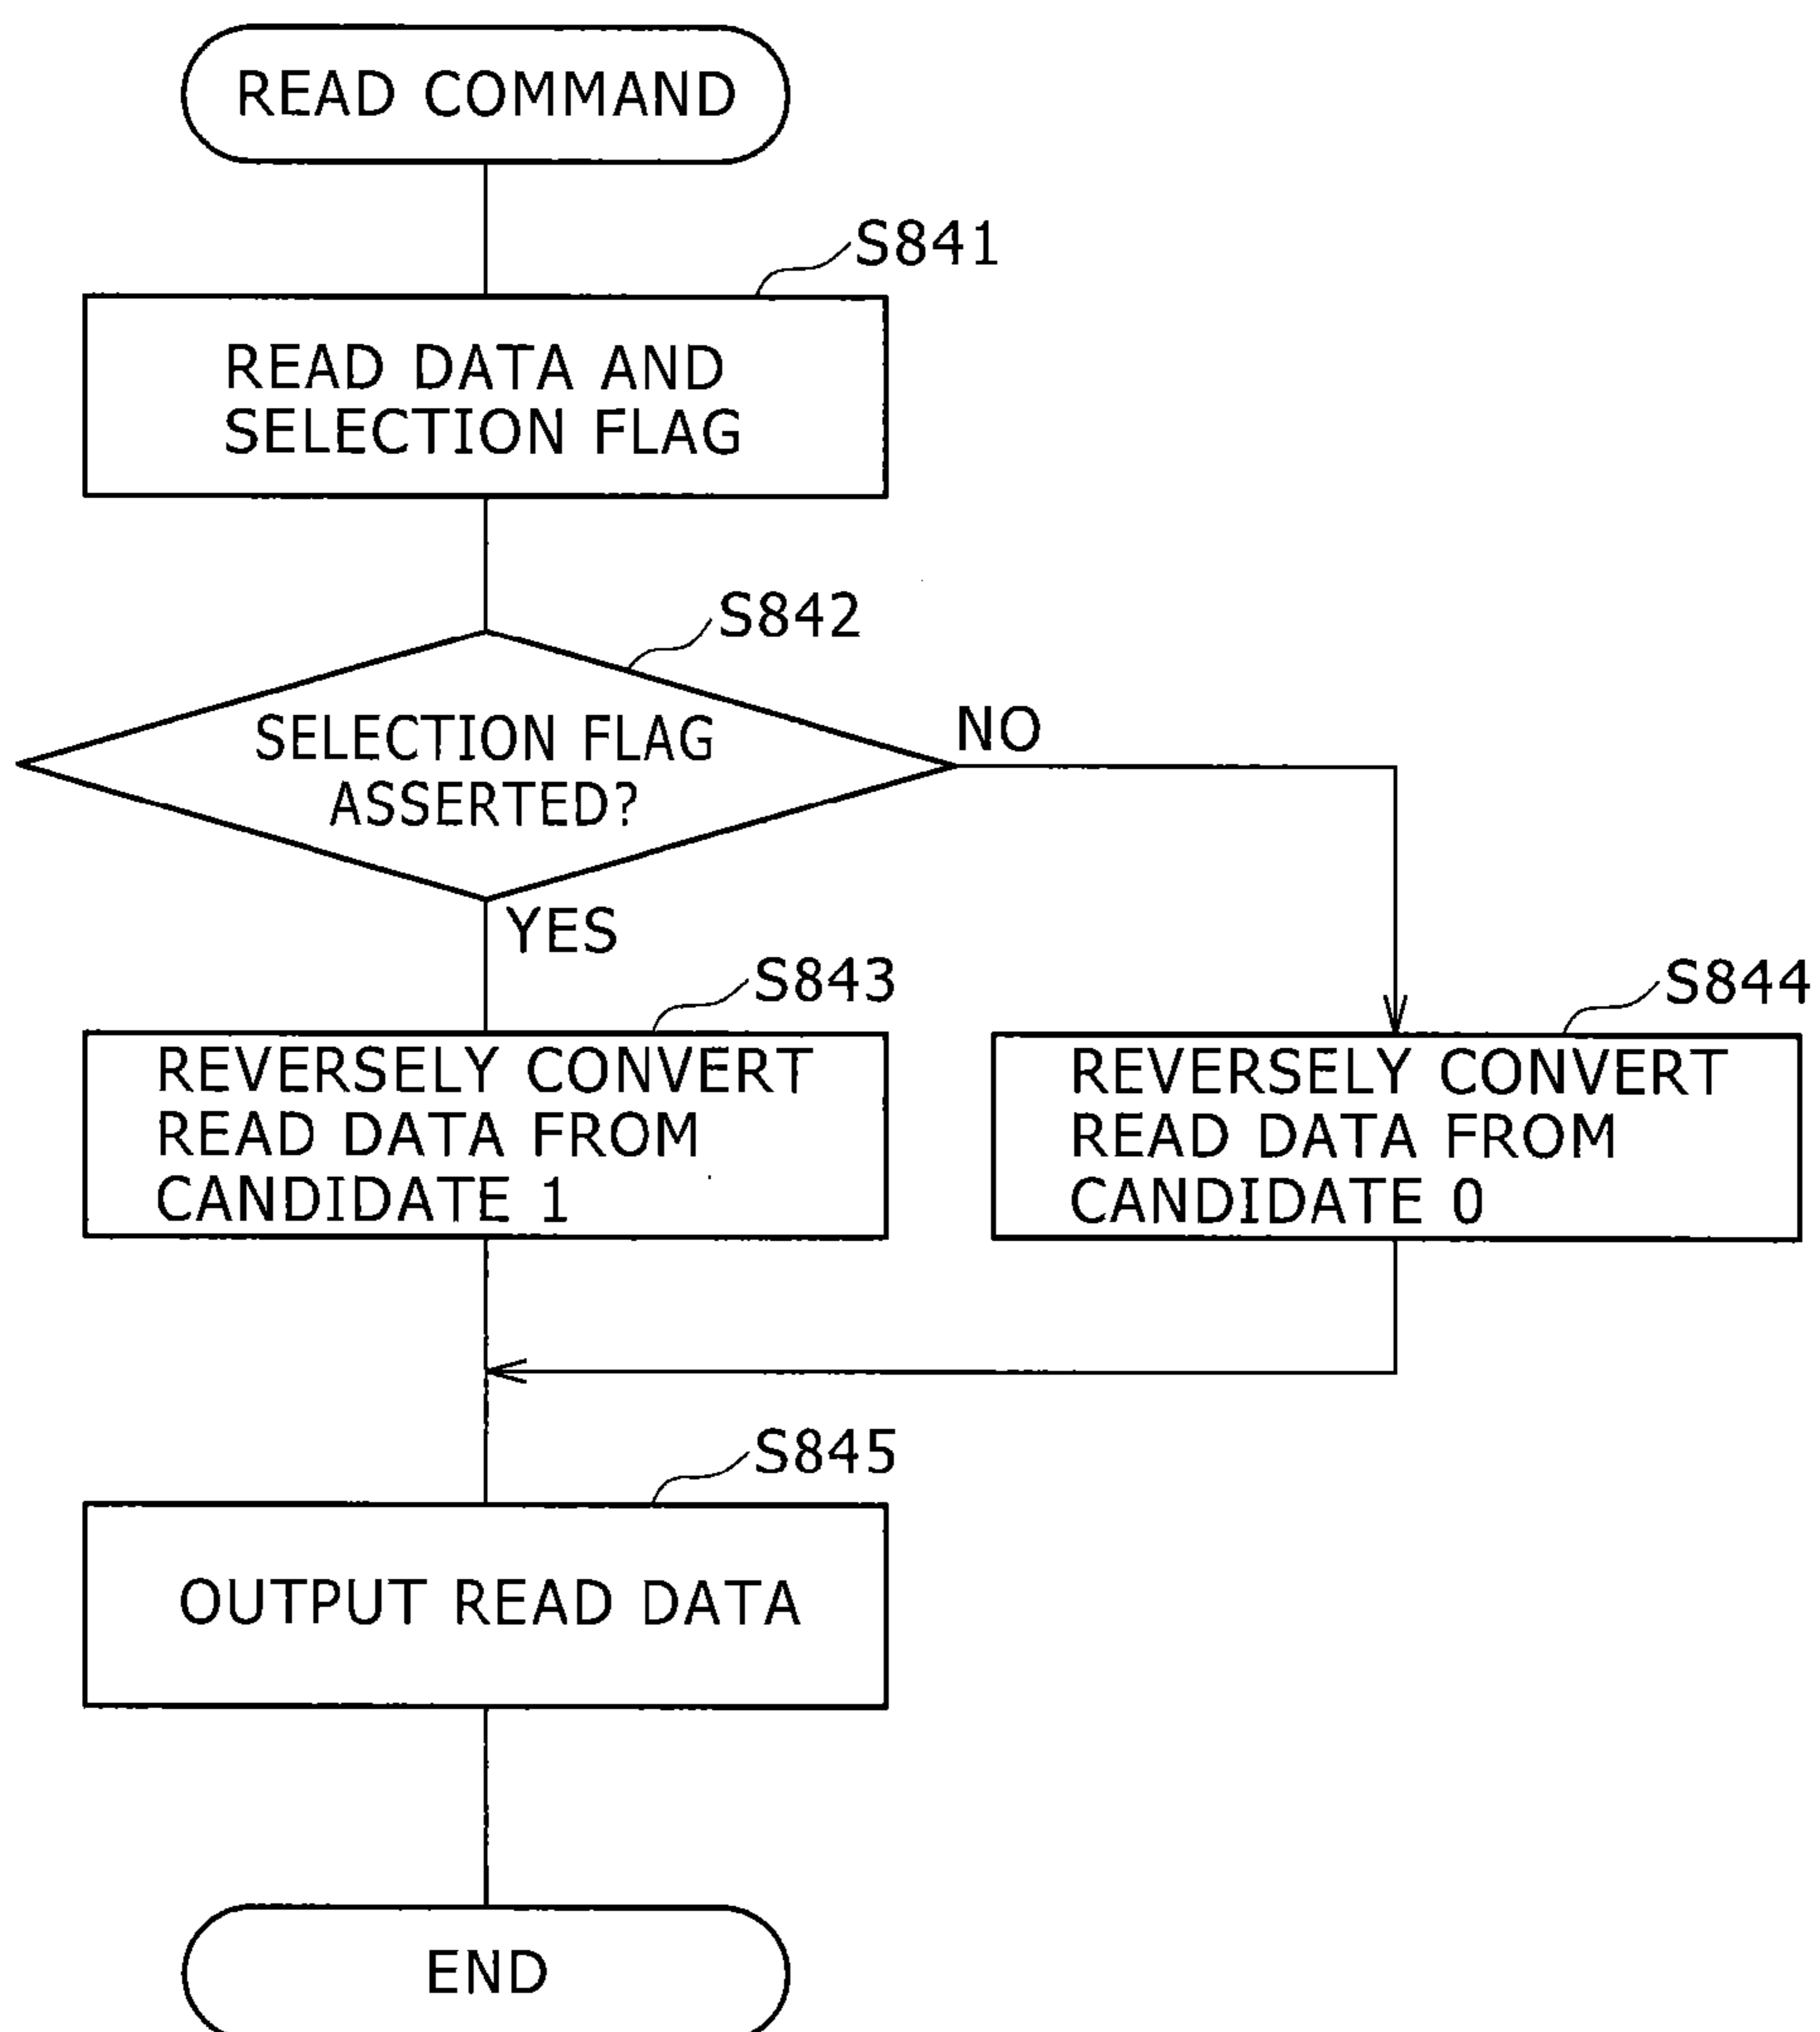 READ COMMAND
S841
READ DATA AND
SELECTION FLAG
S842
SELECTION FLAG
ASSERTED?
NO
YES
S843
REVERSELY CONVERT
READ DATA FROM
CANDIDATE 1
S844
REVERSELY CONVERT
READ DATA FROM
CANDIDATE 0
S845
OUTPUT READ DATA
END